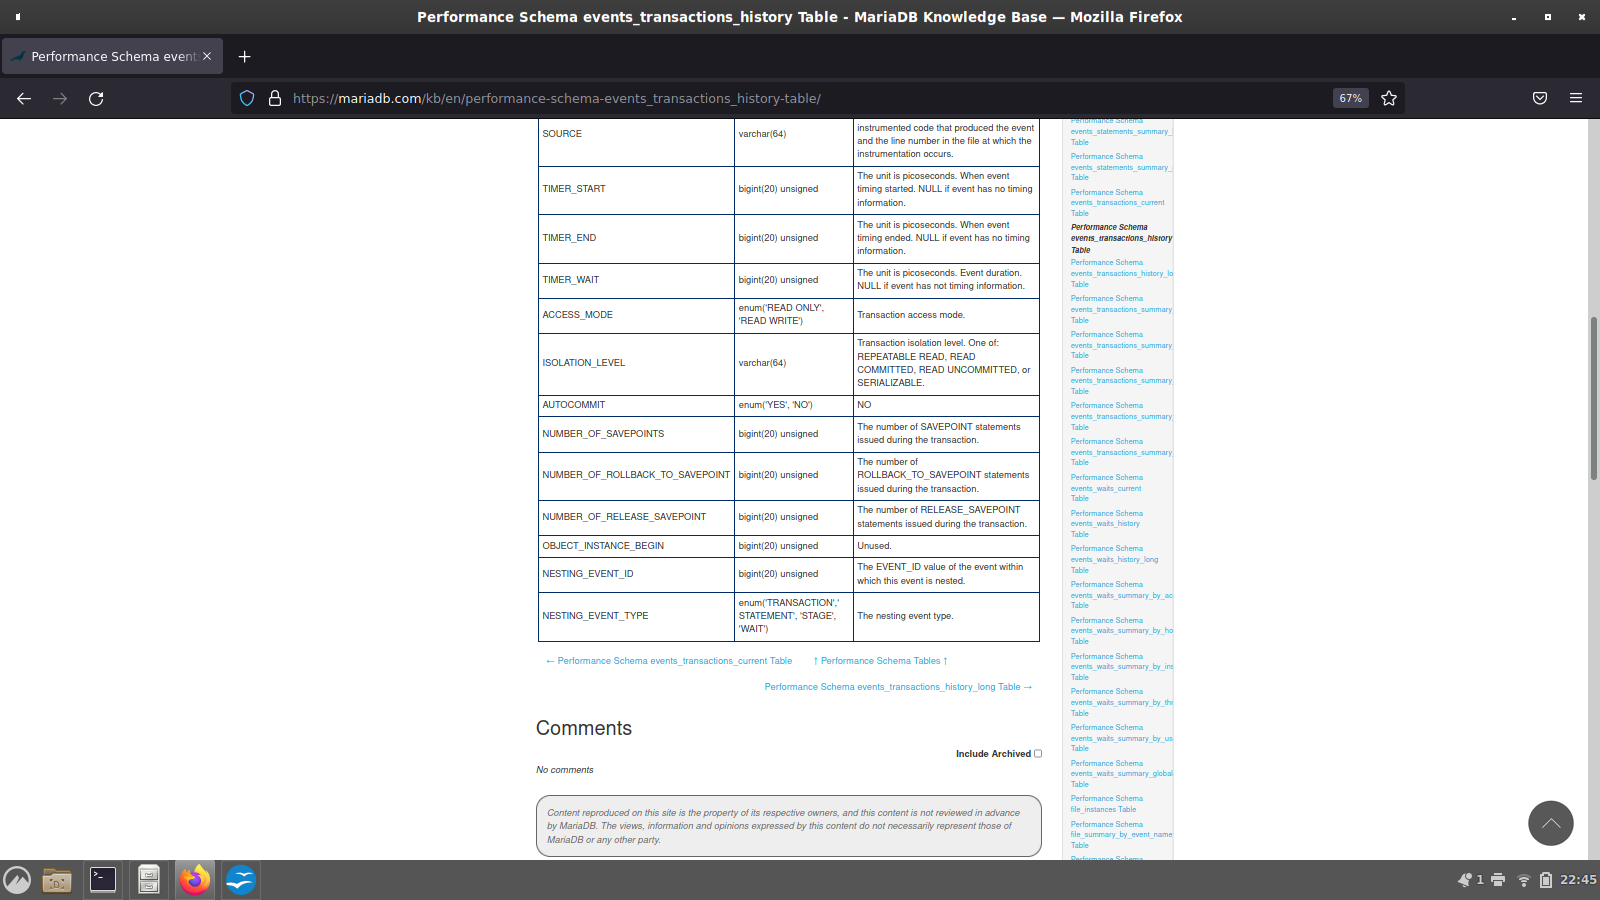 Performance Schema events_transactions_history Table - MariaDB Knowledge Base — Mozilla Firefox
Performance Schema event
https://mariadb.com/kb/en/performance-schema-events_transactions_history-table/
67%
SOURCE
varchar(64)
instrumented code that produced the event
and the line number in the file at which the
instrumentation occurs.
TIMER_START
bigint(20) unsigned
The unit is picoseconds. When event
timing started. NULL if event has no timing
information.
TIMER_END
bigint(20) unsigned
The unit is picoseconds. When event
timing ended. NULL if event has no timing
information.
TIMER_WAIT
bigint(20) unsigned
The unit is picoseconds. Event duration.
NULL if event has not timing information.
ACCESS_MODE
enum('READ ONLY',
'READ WRITE')
Transaction access mode.
ISOLATION_LEVEL
varchar(64)
Transaction isolation level. One of:
REPEATABLE READ, READ
COMMITTED, READ UNCOMMITTED, or
SERIALIZABLE.
AUTOCOMMIT
enum('YES', 'NO')
NO
NUMBER_OF_SAVEPOINTS
bigint(20) unsigned
The number of SAVEPOINT statements
issued during the transaction.
NUMBER_OF_ROLLBACK_TO_SAVEPOINT
bigint(20) unsigned
The number of
ROLLBACK_TO_SAVEPOINT statements
issued during the transaction.
NUMBER_OF_RELEASE_SAVEPOINT
bigint(20) unsigned
The number of RELEASE_SAVEPOINT
statements issued during the transaction.
OBJECT_INSTANCE_BEGIN
bigint(20) unsigned
Unused.
NESTING_EVENT_ID
bigint(20) unsigned
The EVENT_ID value of the event within
which this event is nested.
NESTING_EVENT_TYPE
enum('TRANSACTION','
STATEMENT', 'STAGE',
'WAIT')
The nesting event type.
← Performance Schema events_transactions_current Table
↑ Performance Schema Tables ↑
Performance Schema events_transactions_history_long Table →
Comments
Include Archived
No comments
Content reproduced on this site is the property of its respective owners, and this content is not reviewed in advance
by MariaDB. The views, information and opinions expressed by this content do not necessarily represent those of
MariaDB or any other party.
Performance Schema
events_statements_summary_
Table
Performance Schema
events_statements_summary_
Table
Performance Schema
events_transactions_current
Table
Performance Schema
events_transactions_history
Table
Performance Schema
events_transactions_history_lo
Table
Performance Schema
events_transactions_summary_
Table
Performance Schema
events_transactions_summary_
Table
Performance Schema
events_transactions_summary_
Table
Performance Schema
events_transactions_summary_
Table
Performance Schema
events_transactions_summary_
Table
Performance Schema
events_waits_current
Table
Performance Schema
events_waits_history
Table
Performance Schema
events_waits_history_long
Table
Performance Schema
events_waits_summary_by_ac
Table
Performance Schema
events_waits_summary_by_ho
Table
Performance Schema
events_waits_summary_by_ins
Table
Performance Schema
events_waits_summary_by_thr
Table
Performance Schema
events_waits_summary_by_us
Table
Performance Schema
events_waits_summary_global
Table
Performance Schema
file_instances Table
Performance Schema
file_summary_by_event_name
Table
Performance Schema
1
22:45